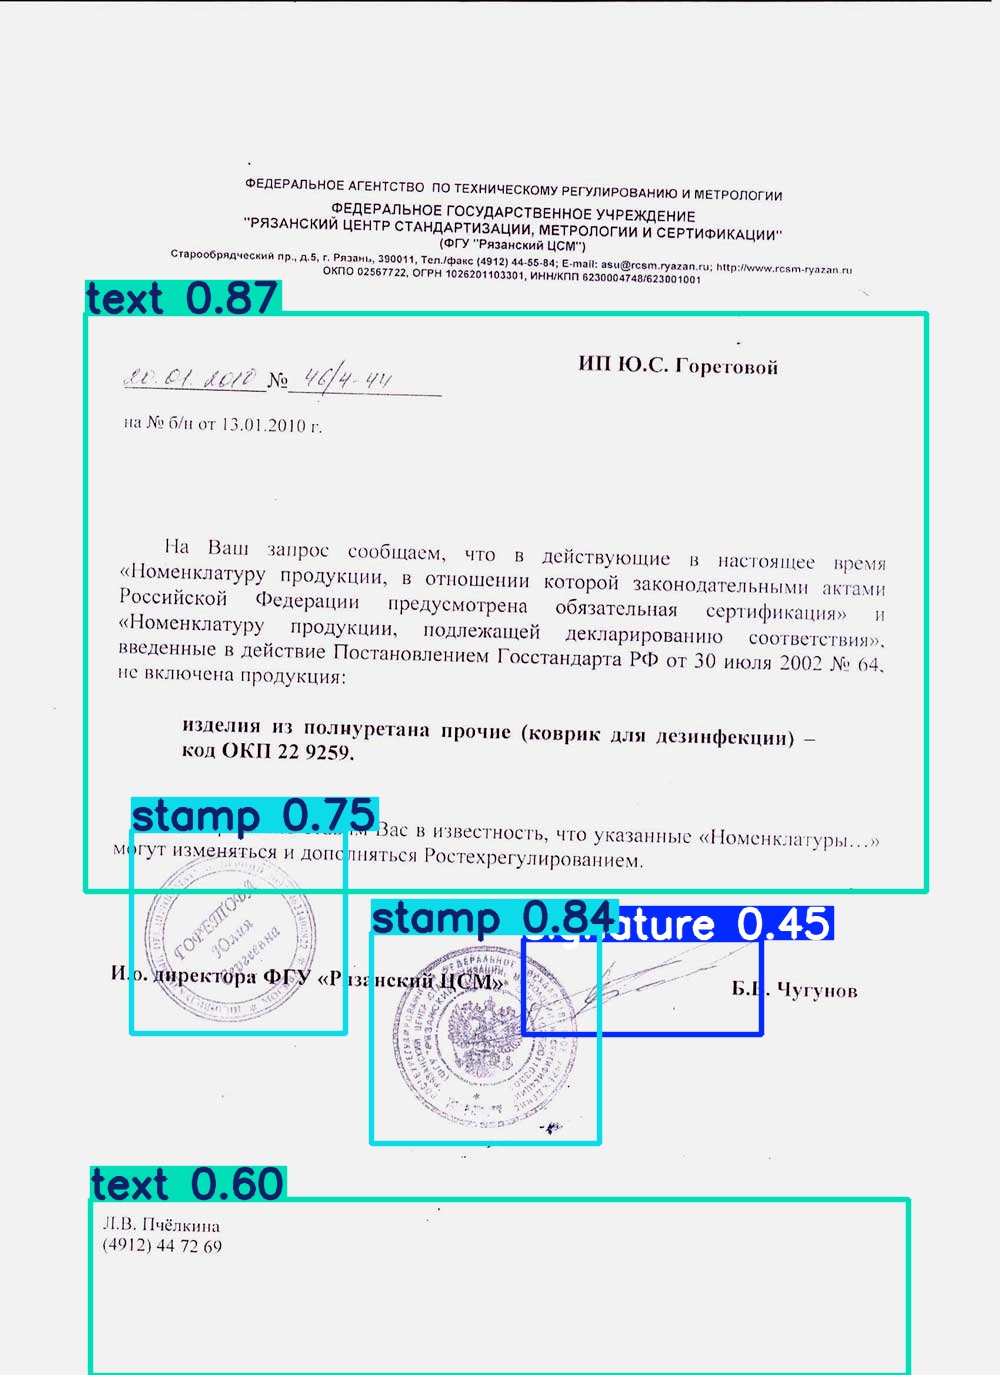 ФЕДЕРАЛЬНОЕ АГЕНТСТВО ПО ТЕХНИЧЕСКОМУ РЕГУЛИРОВАНИЮ И МЕТРОЛОГИИ
ФЕДЕРАЛЬНОЕ ГОСУДАРСТВЕННОЕ УЧРЕЖДЕНИЕ
"РЯЗАНСКИЙ ЦЕНТР СТАНДАРТИЗАЦИИ, МЕТРОЛОГИИ И СЕРТИФИКАЦИИ"
(ФГУ "Рязанский ЦСМ")
Старообрядческий пр., д.5, г. Рязань, 390011, Тел./факс (4912) 44-55-84; E-mail: asu@rcsm.ryazan.ru; http://www.rcsm-ryazan.ru
ОКПО 02567722, ОГРН 1026201103301, ИНН/КПП 6230004748/623001001
text 0.87
ИП Ю.С. Горетовой
20.01.2010 № 46/4-44
на № б/н от 13.01.2010 г.
На Ваш запрос сообщаем, что в действующие в настоящее время
«Номенклатуру продукции, в отношении которой законодательными актами
Российской Федерации предусмотрена обязательная сертификация» и
«Номенклатуру продукции, подлежащей декларированию соответствия»,
введенные в действие Постановлением Госстандарта РФ от 30 июля 2002 № 64,
не включена продукция:
изделия из полиуретана прочие (коврик для дезинфекции) –
код ОКП 22 9259.
stamp 0.75
Вас в известность, что указанные «Номенклатуры…»
могут изменяться и дополняться Ростехрегулированием.
stamp 0.84
signature 0.45
ГОРЕТОВА
Юлия
Сергеевна
И.о. директора ФГУ «Рязанский ЦСМ»
Чугунов
text 0.60
Л.В. Пчёлкина
(4912) 44 72 69